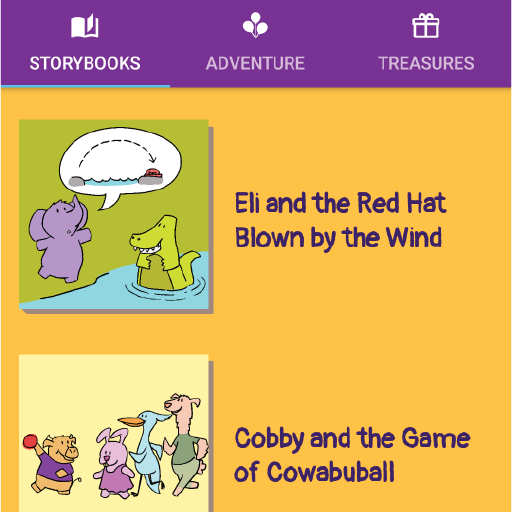 STORYBOOKS
ADVENTURE
TREASURES
Eli and the Red Hat
Blown by the Wind
Cobby and the Game
of Cowabuball